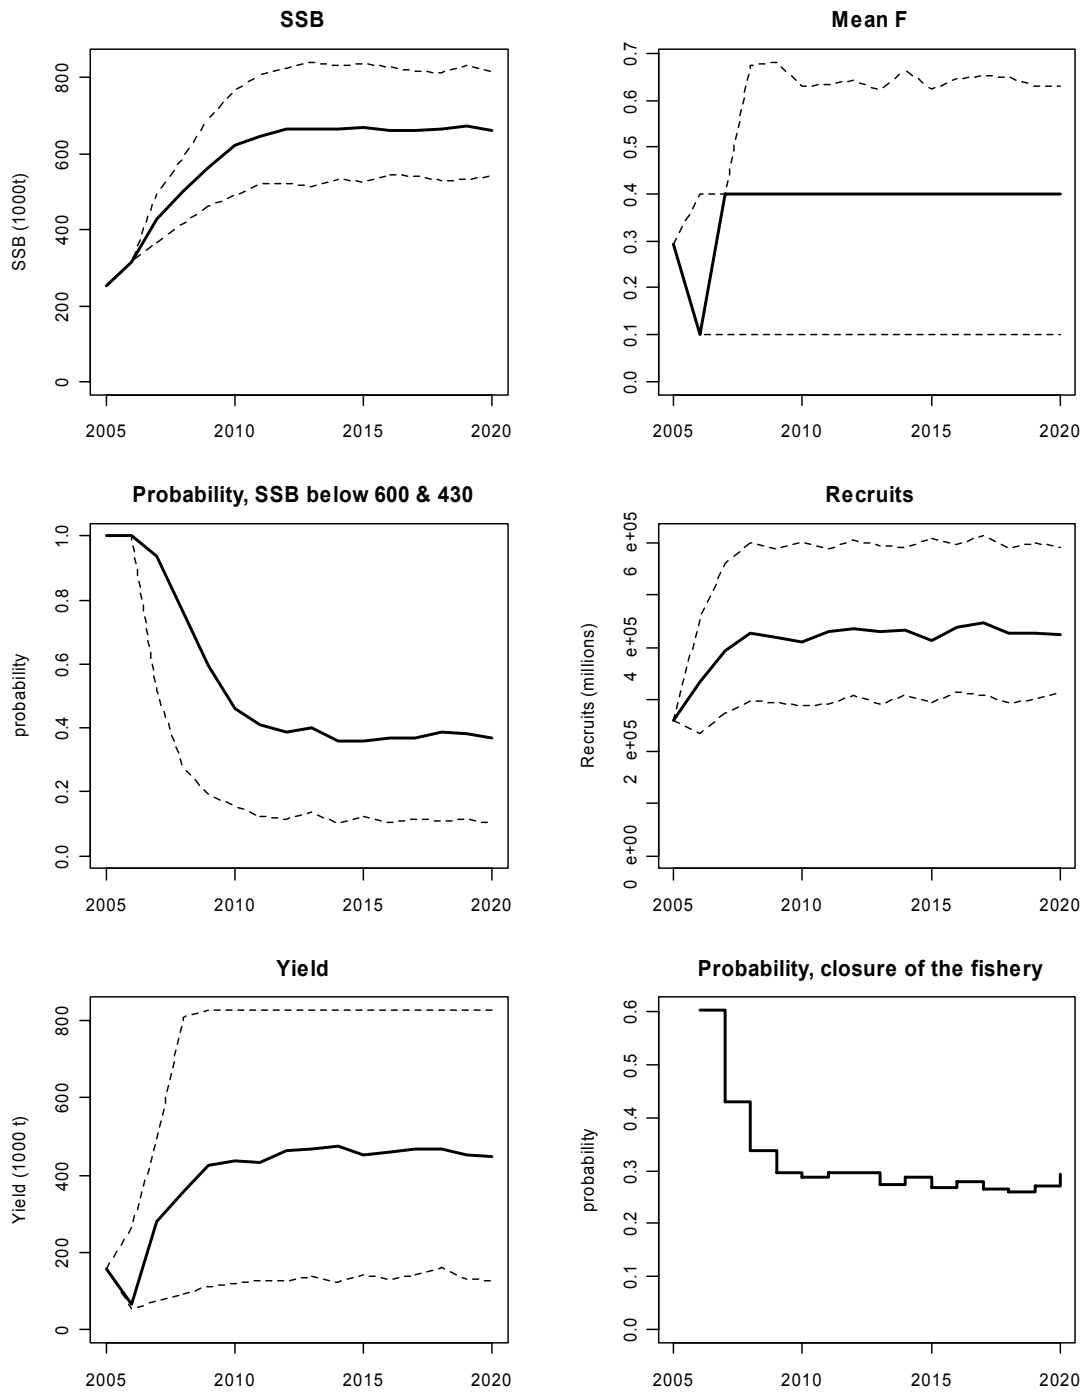 SSB
SSB (1000t)
800
600
400
200
0
2005 2010 2015 2020
Mean F
0.7
0.6
0.5
0.4
0.3
0.2
0.1
0.0
2005 2010 2015 2020
Probability, SSB below 600 & 430
probability
1.0
0.8
0.6
0.4
0.2
0.0
2005 2010 2015 2020
Recruits
Recruits (millions)
6 e+05
4 e+05
2 e+05
0 e+00
2005 2010 2015 2020
Yield
Yield (1000 t)
800
600
400
200
0
2005 2010 2015 2020
Probability, closure of the fishery
probability
0.6
0.5
0.4
0.3
0.2
0.1
0.0
2005 2010 2015 2020